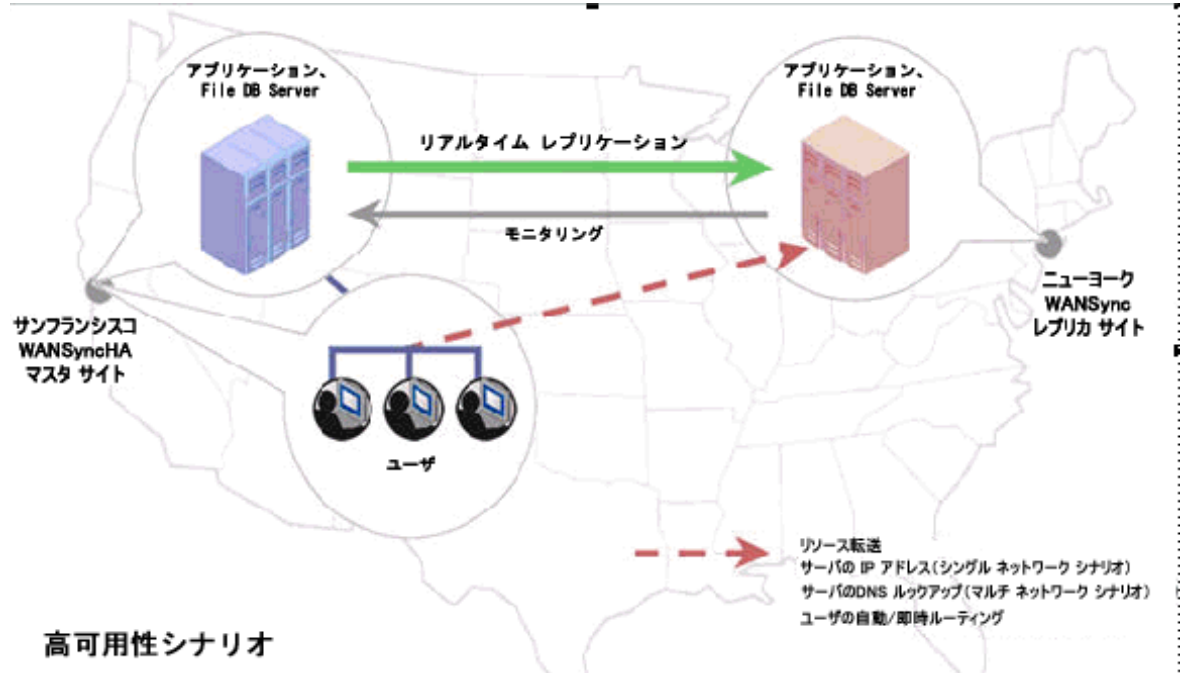 アプリケーション、
File DB Server
アプリケーション、
File DB Server
リアルタイム レプリケーション
モニタリング
サンフランシスコ
WANSyncHA
マスタ サイト
ニューヨーク
WANSync
レプリカ サイト
ユーザ
リソース転送
サーバの IP アドレス(シングル ネットワーク シナリオ)
サーバのDNS ルックアップ(マルチ ネットワーク シナリオ)
ユーザの自動/即時ルーティング
高可用性シナリオ